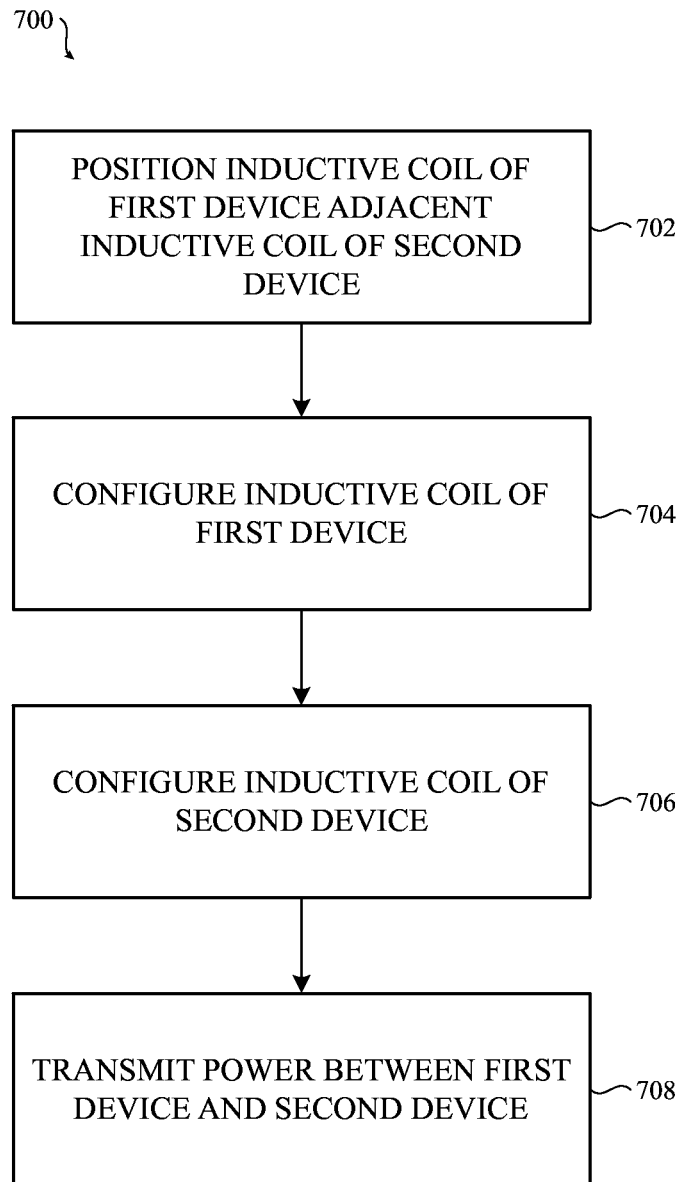 700
POSITION INDUCTIVE COIL OF
FIRST DEVICE ADJACENT
INDUCTIVE COIL OF SECOND
DEVICE
702
CONFIGURE INDUCTIVE COIL OF
FIRST DEVICE
704
CONFIGURE INDUCTIVE COIL OF
SECOND DEVICE
706
TRANSMIT POWER BETWEEN FIRST
DEVICE AND SECOND DEVICE
708